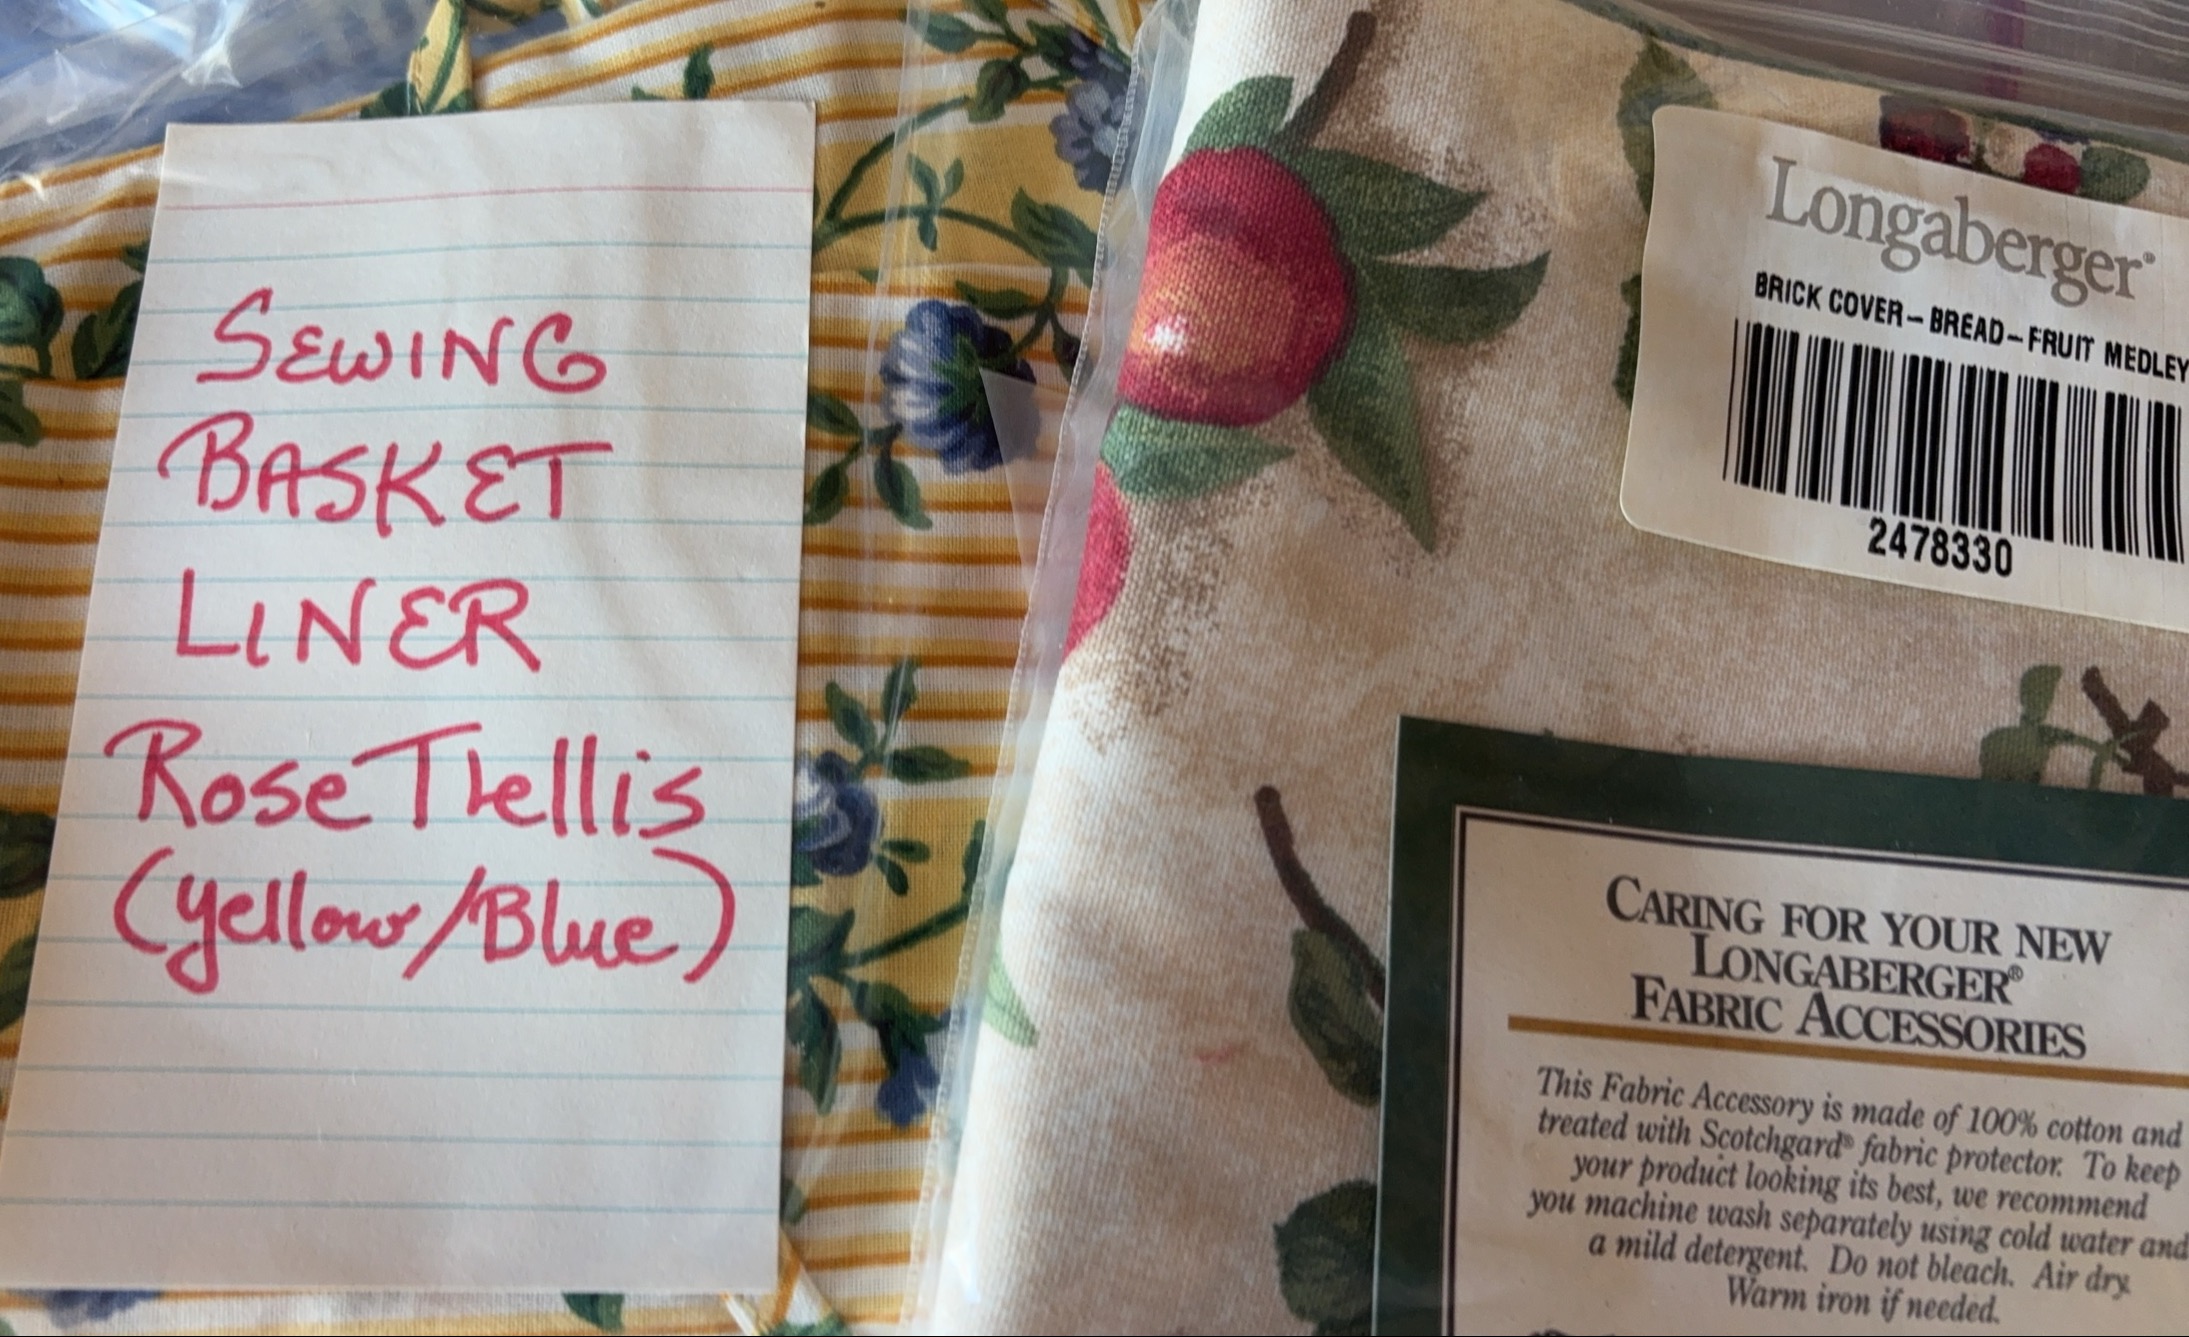 SEWING
BASKET
LINER
Rose Trellis
(yellow/Blue)
Longaberger®
BRICK COVER-BREAD-FRUIT MEDLEY
2478330
CARING FOR YOUR NEW
LONGABERGER®
FABRIC ACCESSORIES
This Fabric Accessory is made of 100% cotton and
treated with Scotchgard® fabric protector. To keep
your product looking its best, we recommend
you machine wash separately using cold water and
a mild detergent. Do not bleach. Air dry.
Warm iron if needed.